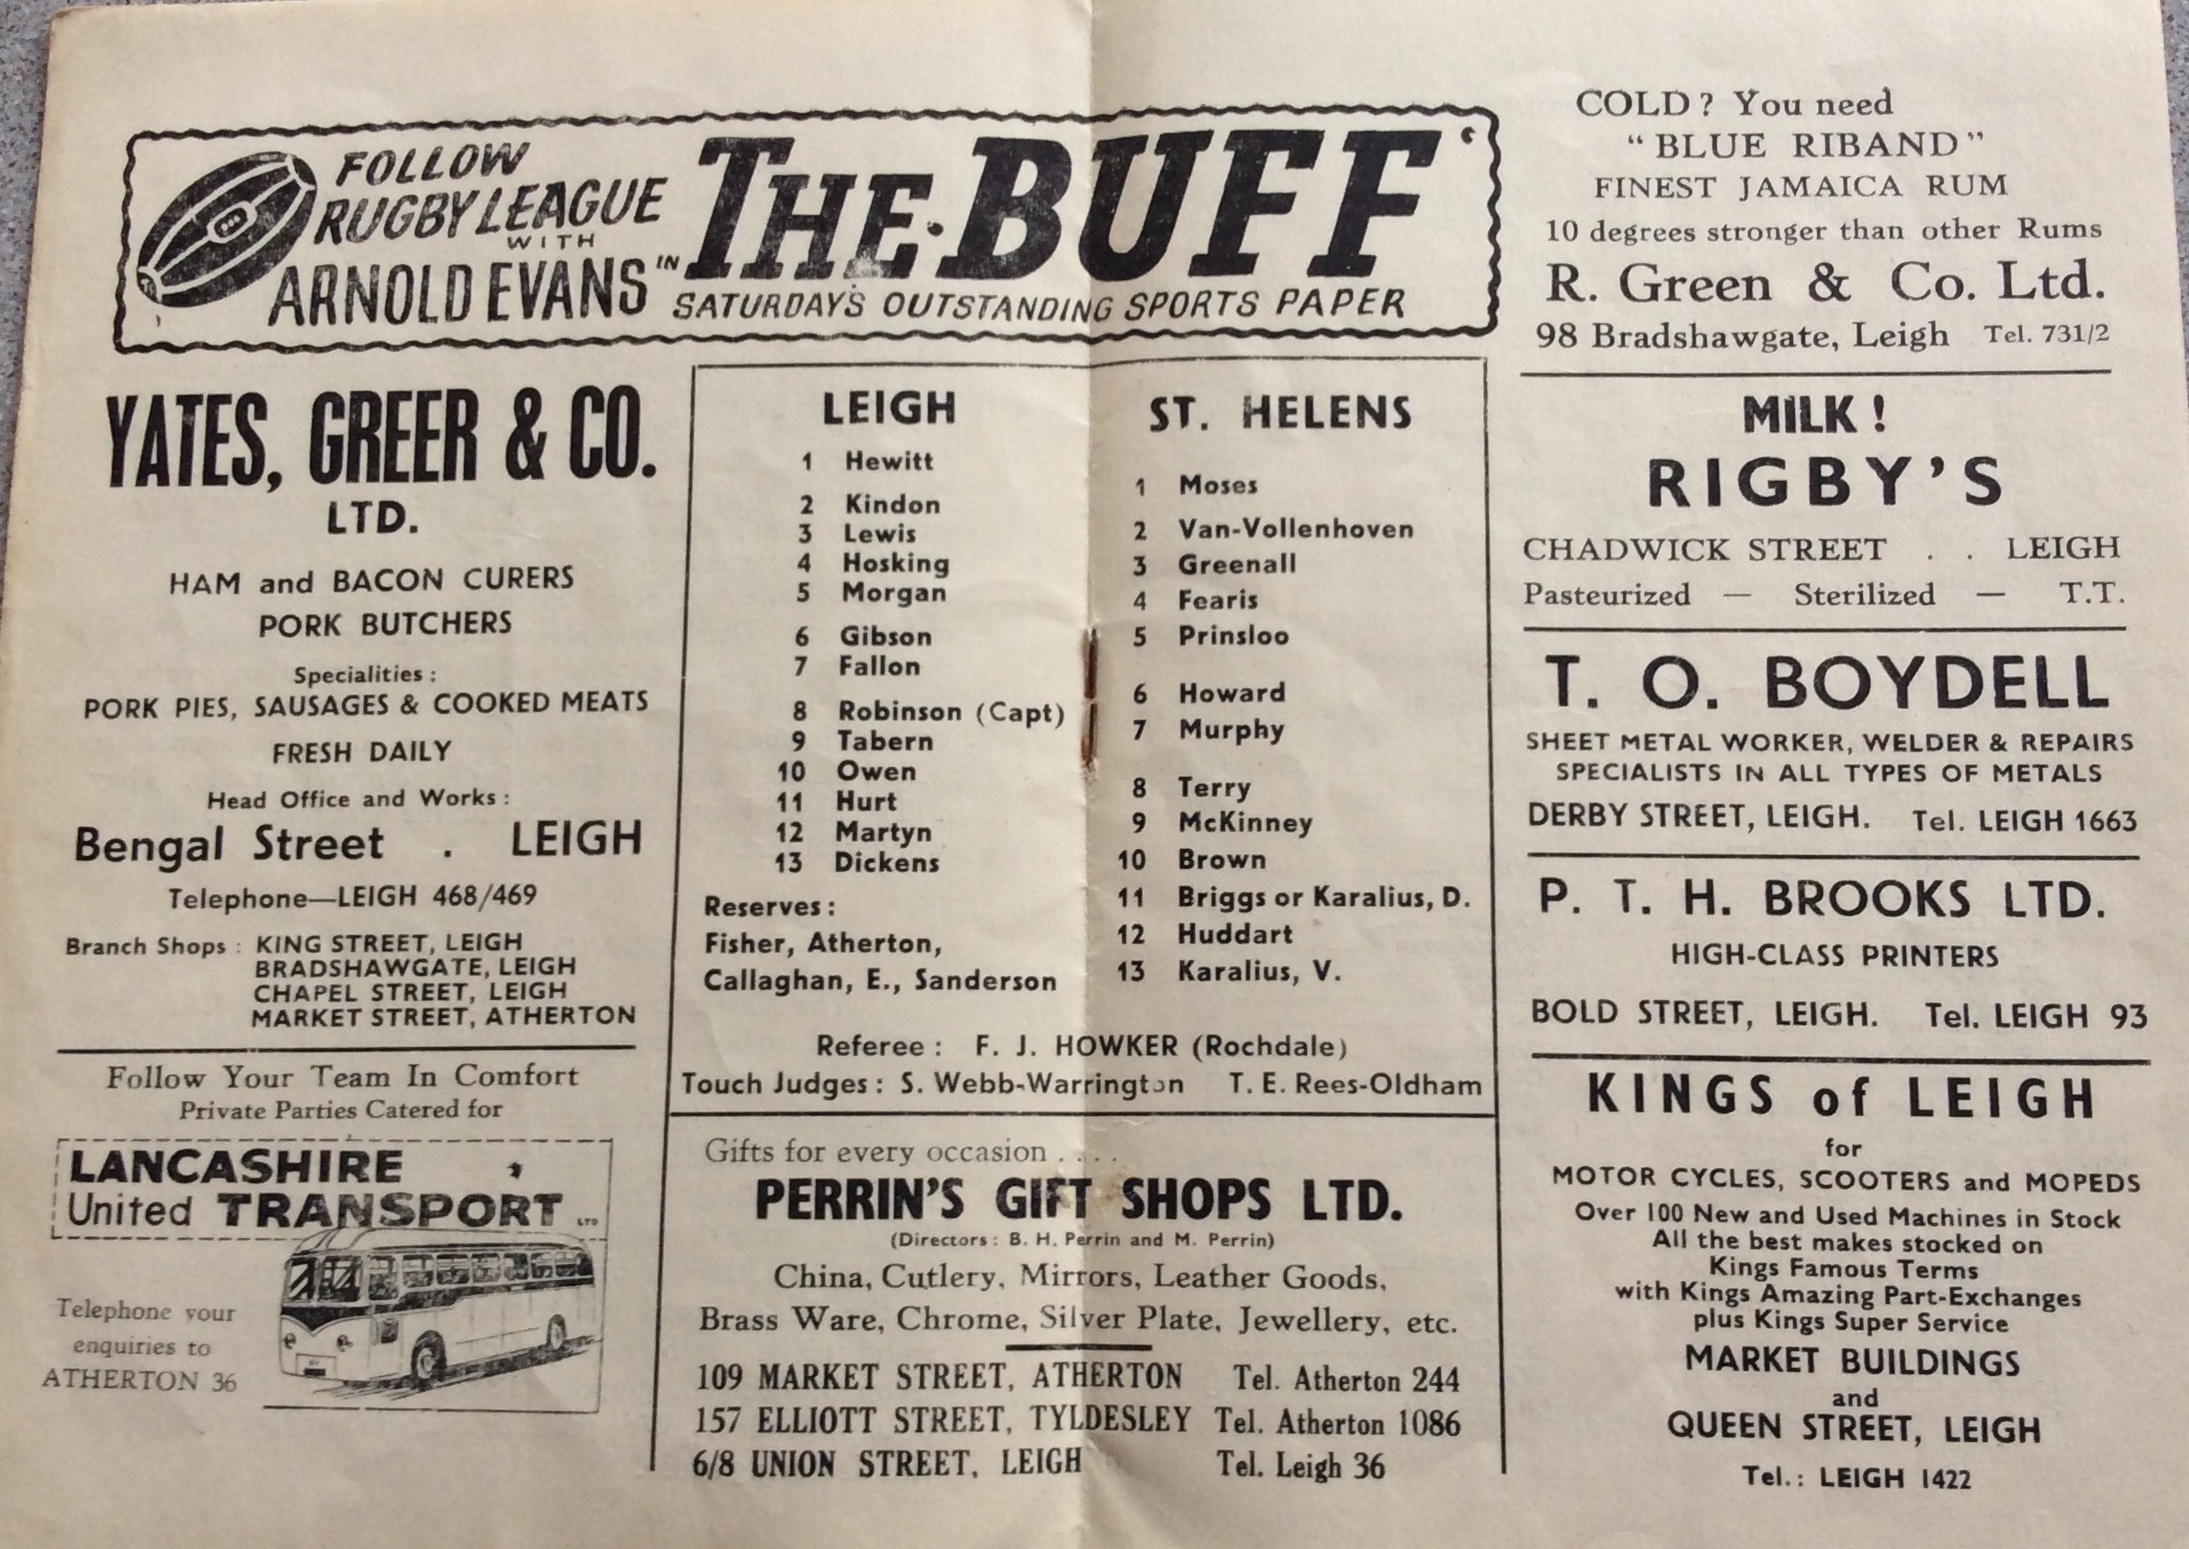 FOLLOW
RUGBY LEAGUE
WITH
ARNOLD EVANS IN
THE·BUFF
SATURDAY'S OUTSTANDING SPORTS PAPER
YATES, GREER & CO.
LTD.
HAM and BACON CURERS
PORK BUTCHERS
Specialities :
PORK PIES, SAUSAGES & COOKED MEATS
FRESH DAILY
Head Office and Works :
Bengal Street . LEIGH
Telephone—LEIGH 468/469
Branch Shops : KING STREET, LEIGH
BRADSHAWGATE, LEIGH
CHAPEL STREET, LEIGH
MARKET STREET, ATHERTON
Follow Your Team In Comfort
Private Parties Catered for
LANCASHIRE
United TRANSPORT LTD
Telephone your
enquiries to
ATHERTON 36
LEIGH
1 Hewitt
2 Kindon
3 Lewis
4 Hosking
5 Morgan
6 Gibson
7 Fallon
8 Robinson (Capt)
9 Tabern
10 Owen
11 Hurt
12 Martyn
13 Dickens
Reserves :
Fisher, Atherton,
Callaghan, E., Sanderson
ST. HELENS
1 Moses
2 Van-Vollenhoven
3 Greenall
4 Fearis
5 Prinsloo
6 Howard
7 Murphy
8 Terry
9 McKinney
10 Brown
11 Briggs or Karalius, D.
12 Huddart
13 Karalius, V.
Referee : F. J. HOWKER (Rochdale)
Touch Judges : S. Webb-Warrington T. E. Rees-Oldham
Gifts for every occasion . . . .
PERRIN'S GIFT SHOPS LTD.
(Directors : B. H. Perrin and M. Perrin)
China, Cutlery, Mirrors, Leather Goods,
Brass Ware, Chrome, Silver Plate, Jewellery, etc.
109 MARKET STREET, ATHERTON Tel. Atherton 244
157 ELLIOTT STREET, TYLDESLEY Tel. Atherton 1086
6/8 UNION STREET, LEIGH Tel. Leigh 36
COLD ? You need
"BLUE RIBAND"
FINEST JAMAICA RUM
10 degrees stronger than other Rums
R. Green & Co. Ltd.
98 Bradshawgate, Leigh Tel. 731/2
MILK !
RIGBY'S
CHADWICK STREET . . LEIGH
Pasteurized — Sterilized — T.T.
T. O. BOYDELL
SHEET METAL WORKER, WELDER & REPAIRS
SPECIALISTS IN ALL TYPES OF METALS
DERBY STREET, LEIGH. Tel. LEIGH 1663
P. T. H. BROOKS LTD.
HIGH-CLASS PRINTERS
BOLD STREET, LEIGH. Tel. LEIGH 93
KINGS of LEIGH
for
MOTOR CYCLES, SCOOTERS and MOPEDS
Over 100 New and Used Machines in Stock
All the best makes stocked on
Kings Famous Terms
with Kings Amazing Part-Exchanges
plus Kings Super Service
MARKET BUILDINGS
and
QUEEN STREET, LEIGH
Tel. : LEIGH 1422